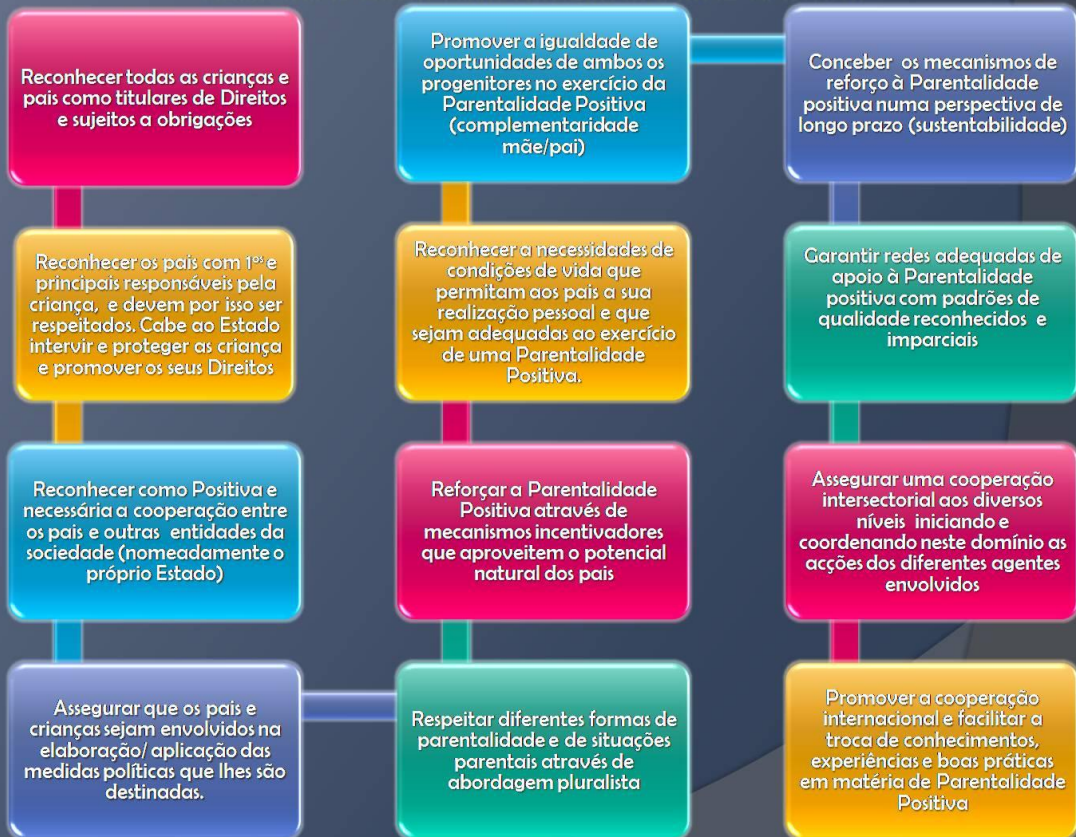 Reconhecer todas as crianças e
pais como titulares de Direitos
e sujeitos a obrigações
Reconhecer os pais com 1ºˢ e
principais responsáveis pela
criança, e devem por isso ser
respeitados. Cabe ao Estado
intervir e proteger as criança
e promover os seus Direitos
Reconhecer como Positiva e
necessária a cooperação entre
os pais e outras entidades da
sociedade (nomeadamente o
próprio Estado)
Assegurar que os pais e
crianças sejam envolvidos na
elaboração/ aplicação das
medidas políticas que lhes são
destinadas.
Respeitar diferentes formas de
parentalidade e de situações
parentais através de
abordagem pluralista
Reforçar a Parentalidade
Positiva através de
mecanismos incentivadores
que aproveitem o potencial
natural dos pais
Reconhecer a necessidades de
condições de vida que
permitam aos pais a sua
realização pessoal e que
sejam adequadas ao exercício
de uma Parentalidade
Positiva.
Promover a igualdade de
oportunidades de ambos os
progenitores no exercício da
Parentalidade Positiva
(complementaridade
mãe/pai)
Conceber os mecanismos de
reforço à Parentalidade
positiva numa perspectiva de
longo prazo (sustentabilidade)
Garantir redes adequadas de
apoio à Parentalidade
positiva com padrões de
qualidade reconhecidos e
imparciais
Assegurar uma cooperação
intersectorial aos diversos
níveis iniciando e
coordenando neste domínio as
acções dos diferentes agentes
envolvidos
Promover a cooperação
internacional e facilitar a
troca de conhecimentos,
experiências e boas práticas
em matéria de Parentalidade
Positiva